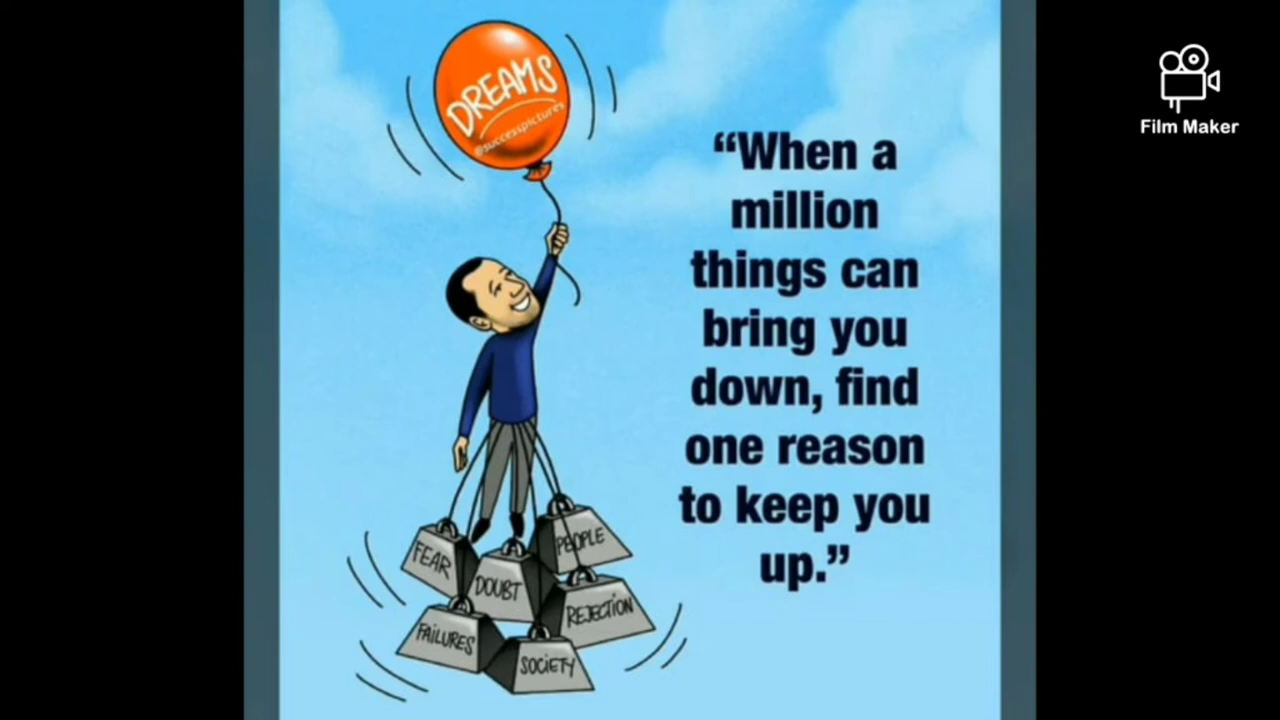 DREAMS
@successpictures
Film Maker
“When a
million
things can
bring you
down, find
one reason
to keep you
up.”
FEAR
DOUBT
PEOPLE
REJECTION
FAILURES
SOCIETY